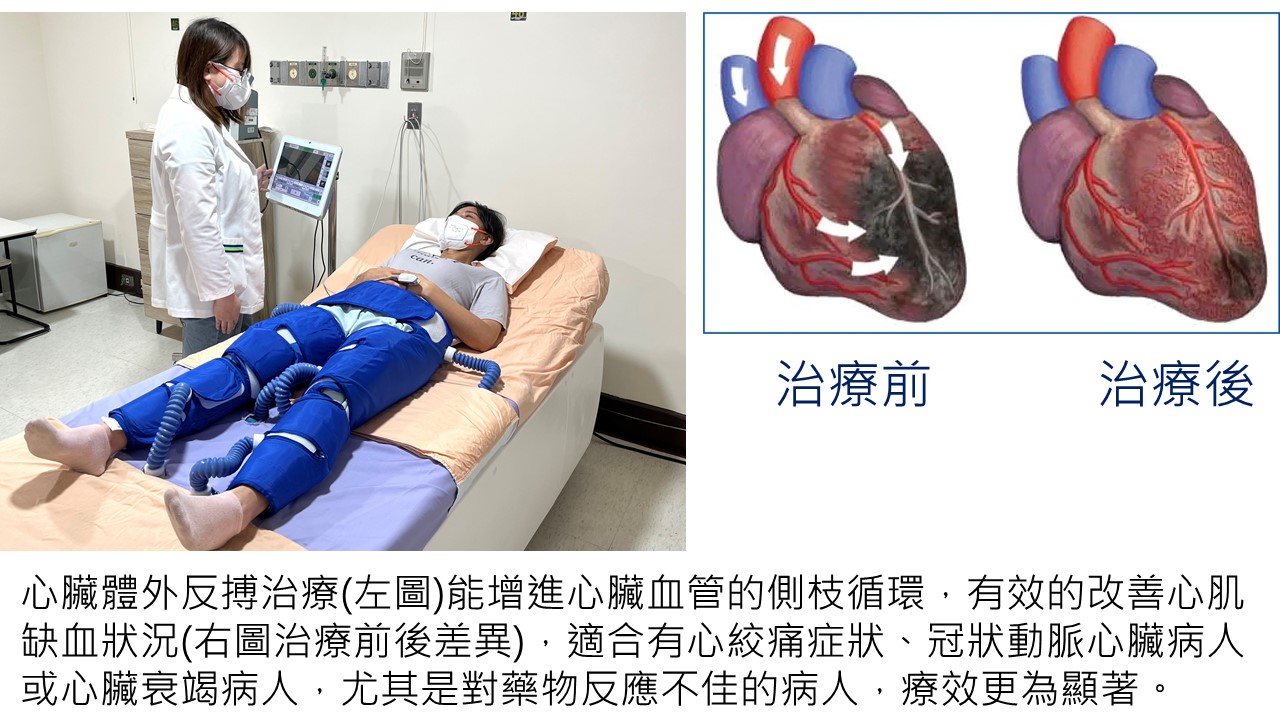 治療前
治療後
心臟體外反搏治療(左圖)能增進心臟血管的側枝循環，有效的改善心肌
缺血狀況(右圖治療前後差異)，適合有心絞痛症狀、冠狀動脈心臟病人
或心臟衰竭病人，尤其是對藥物反應不佳的病人，療效更為顯著。